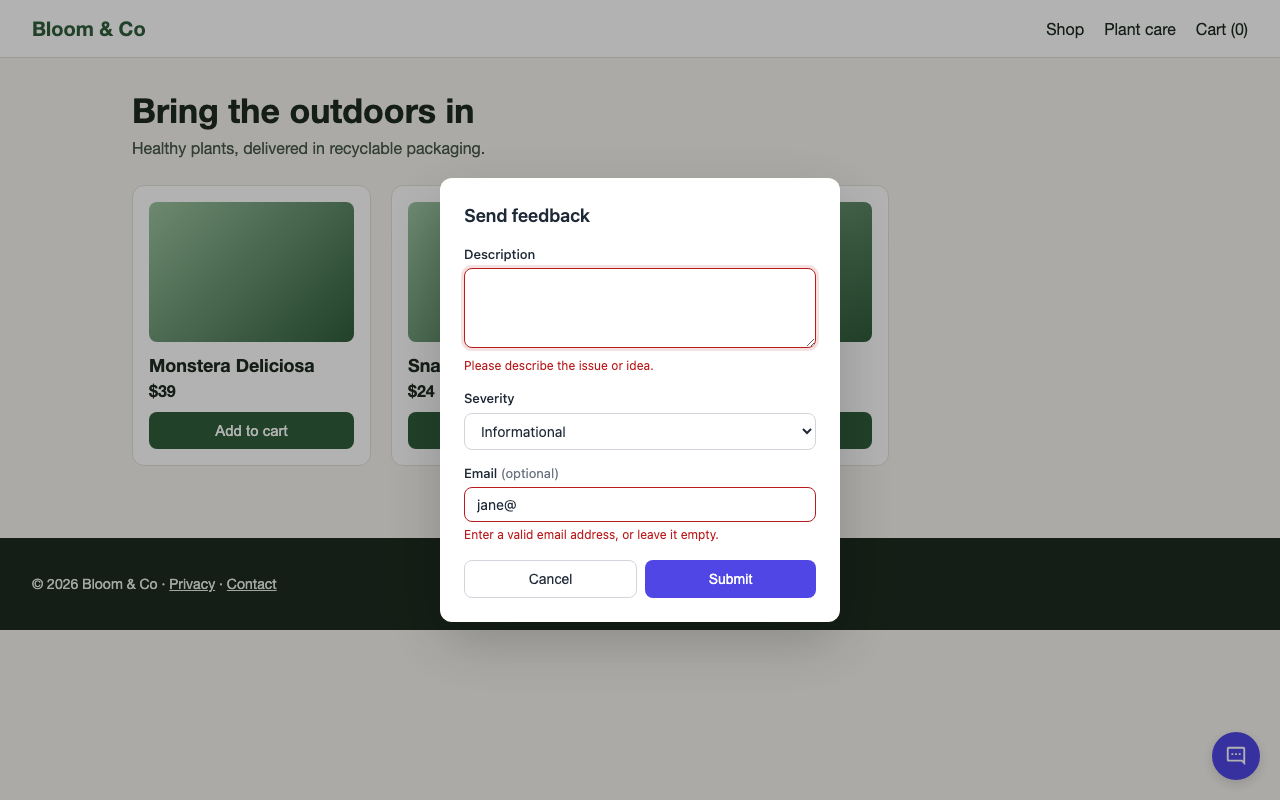 Bloom & Co
Shop
Plant care
Cart (0)
Bring the outdoors in
Healthy plants, delivered in recyclable packaging.
Monstera Deliciosa
$39
Add to cart
$24
Send feedback
Description
Please describe the issue or idea.
Severity
Informational
Email (optional)
jane@
Enter a valid email address, or leave it empty.
Cancel
Submit
© 2026 Bloom & Co · Privacy · Contact